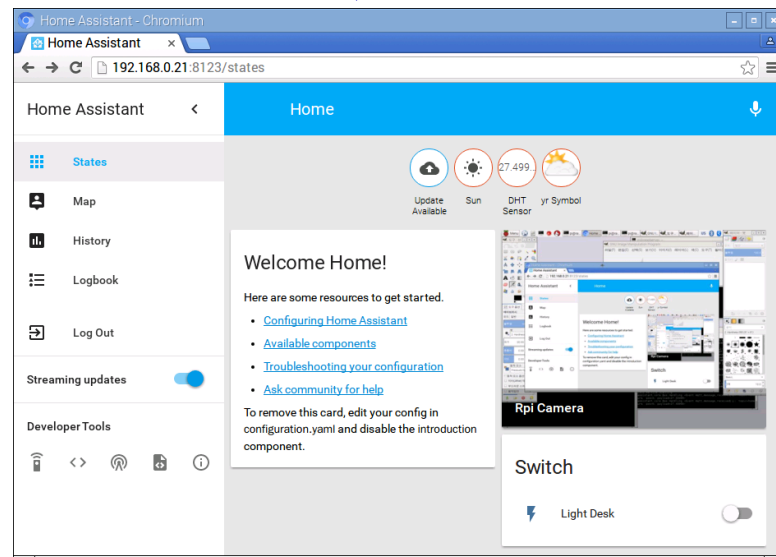 Home Assistant - Chromium
Home Assistant ×
192.168.0.21:8123/states
Home Assistant
Home
States
Map
History
Logbook
Log Out
Streaming updates
Developer Tools
27.499..
Update Available
Sun
DHT Sensor
yr Symbol
Welcome Home!
Here are some resources to get started.
Configuring Home Assistant
Available components
Troubleshooting your configuration
Ask community for help
To remove this card, edit your config in
configuration.yaml and disable the introduction
component.
Rpi Camera
Switch
Light Desk